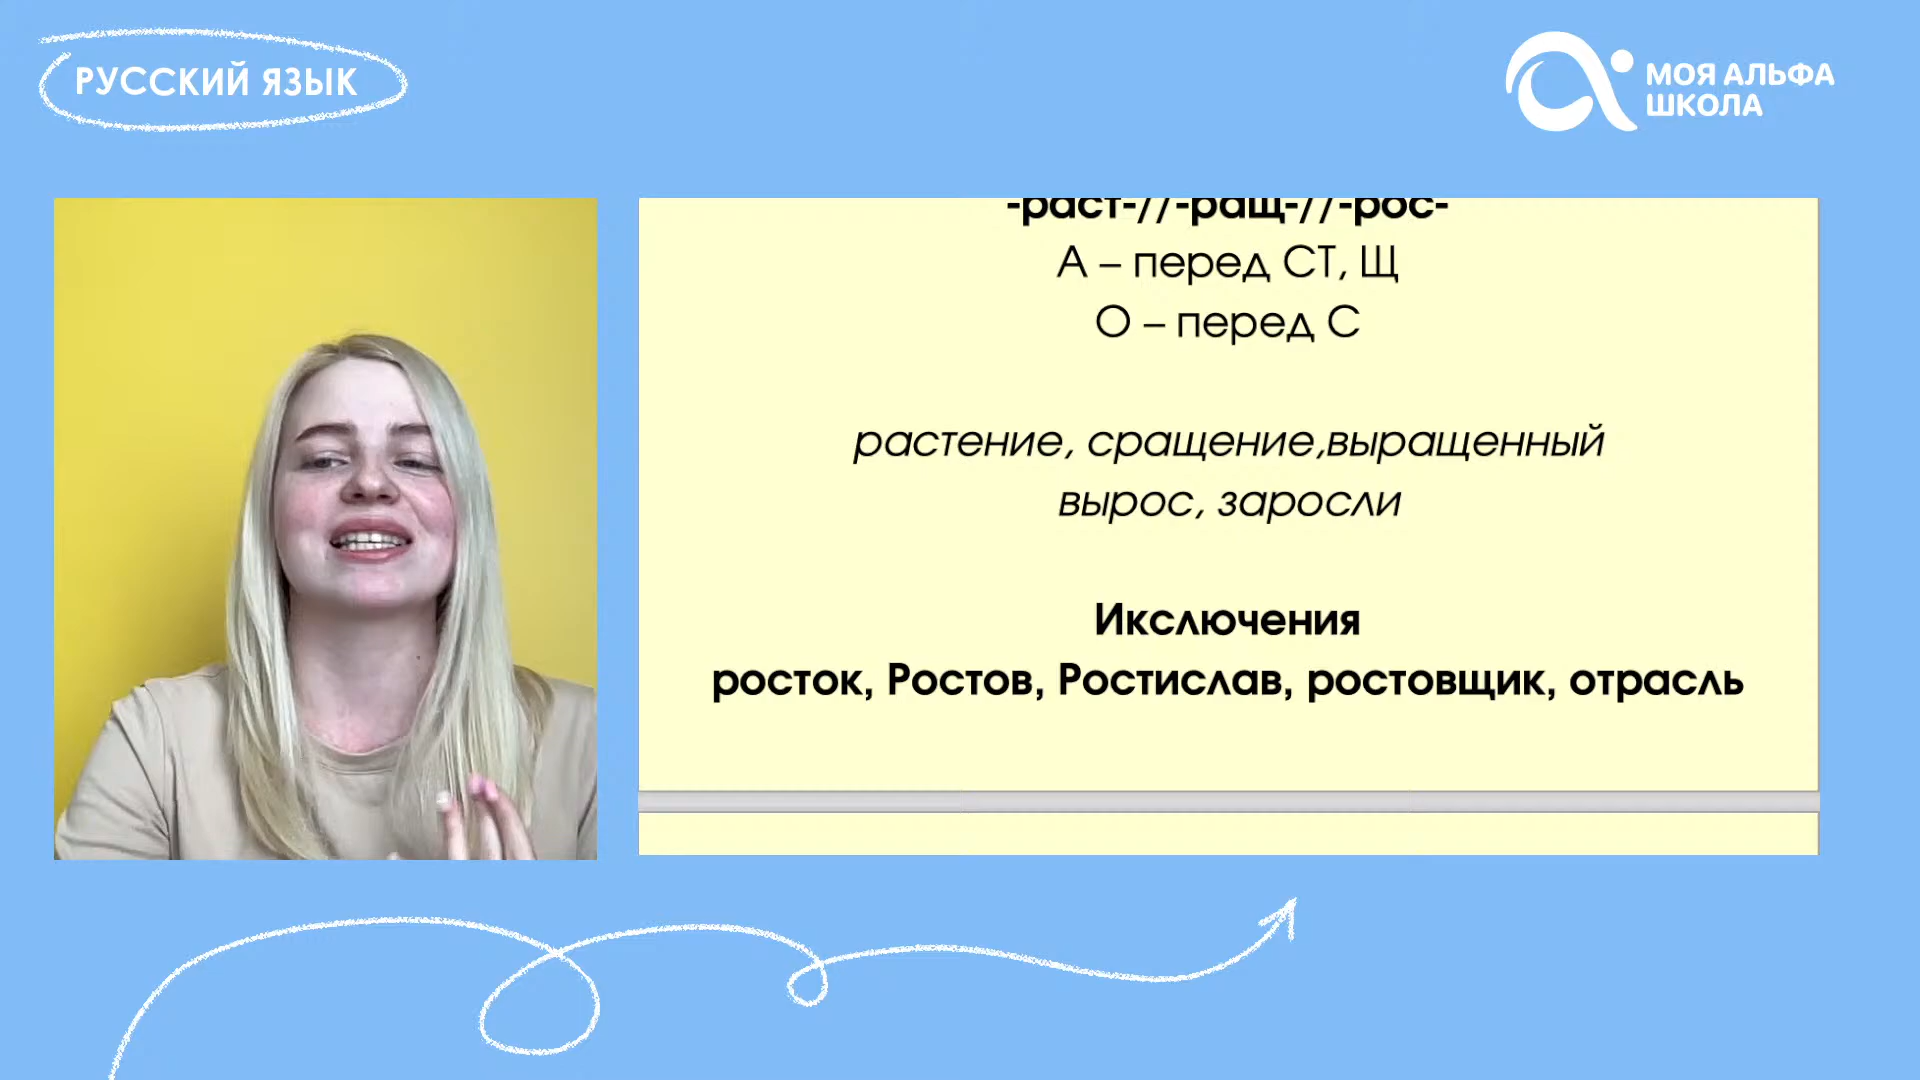 РУССКИЙ ЯЗЫК
МОЯ АЛЬФА
ШКОЛА
-раст-//-ращ-//-рос-
А – перед СТ, Щ
О – перед С
растение, сращение,выращенный
вырос, заросли
Икслючения
росток, Ростов, Ростислав, ростовщик, отрасль